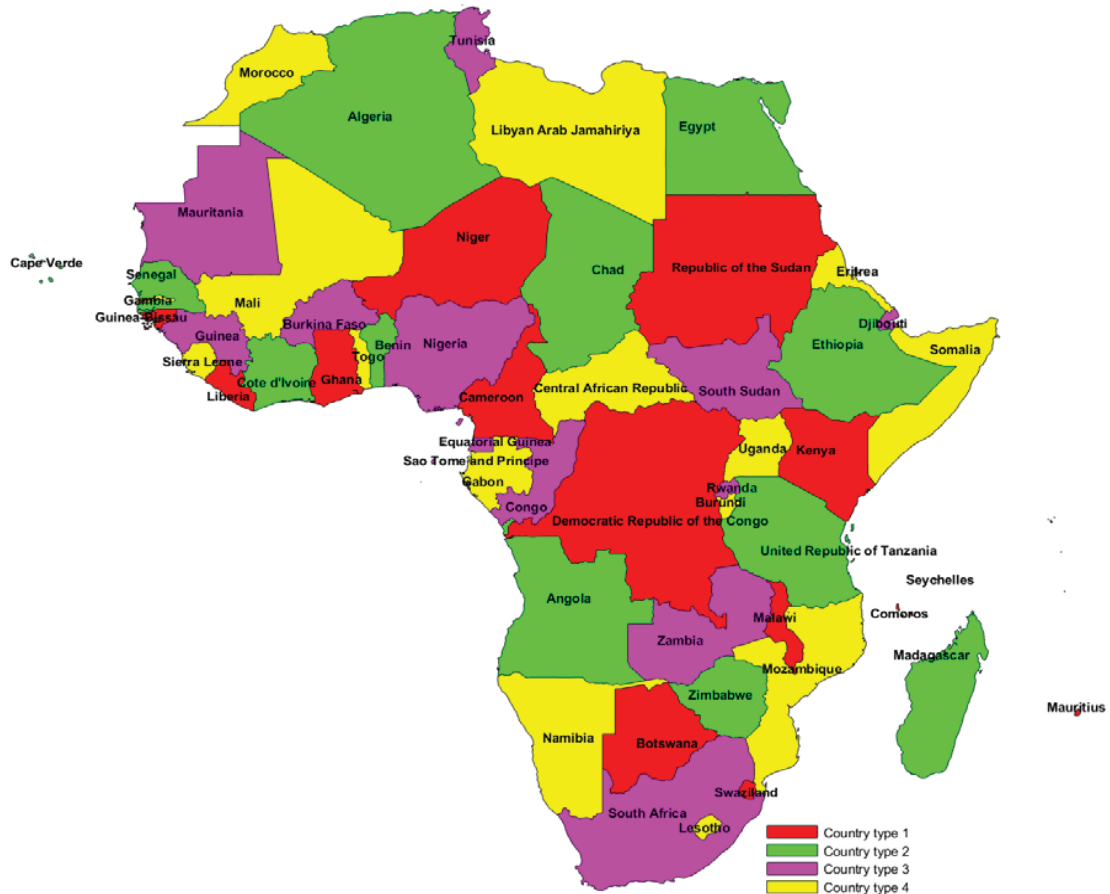 Tunisia
Morocco
Algeria
Libyan Arab Jamahiriya
Egypt
Mauritania
Niger
Cape Verde
Senegal
Chad
Republic of the Sudan
Eritrea
Gambia
Mali
Guinea-Bissau
Guinea
Burkina Faso
Djibouti
Nigeria
Benin
Ethiopia
Somalia
Sierra Leone
Togo
Cote d'Ivoire
Ghana
Central African Republic
South Sudan
Liberia
Cameroon
Equatorial Guinea
Uganda
Kenya
Sao Tome and Principe
Gabon
Rwanda
Burundi
Congo
Democratic Republic of the Congo
United Republic of Tanzania
Seychelles
Angola
Comoros
Malawi
Zambia
Madagascar
Mozambique
Zimbabwe
Mauritius
Namibia
Botswana
Swaziland
South Africa
Lesotho
Country type 1
Country type 2
Country type 3
Country type 4